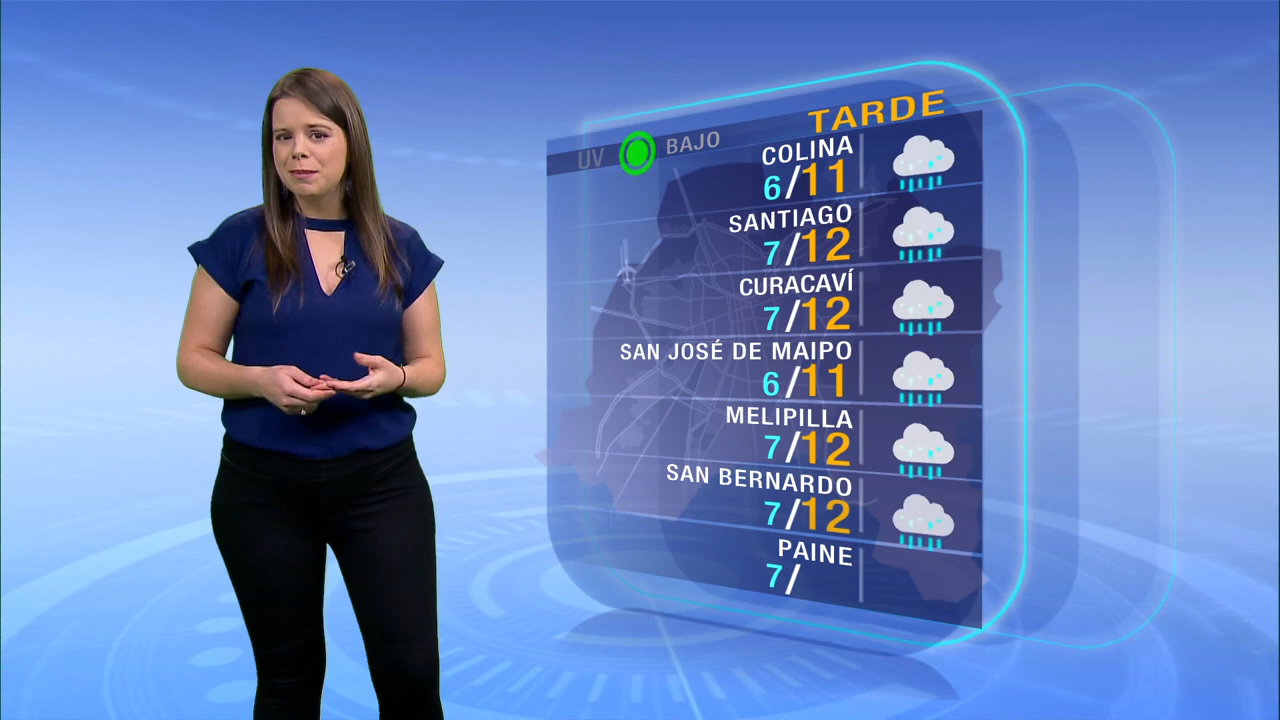 TARDE
UV BAJO
COLINA
6/11
SANTIAGO
7/12
CURACAVÍ
7/12
SAN JOSÉ DE MAIPO
6/11
MELIPILLA
7/12
SAN BERNARDO
7/12
PAINE
7/